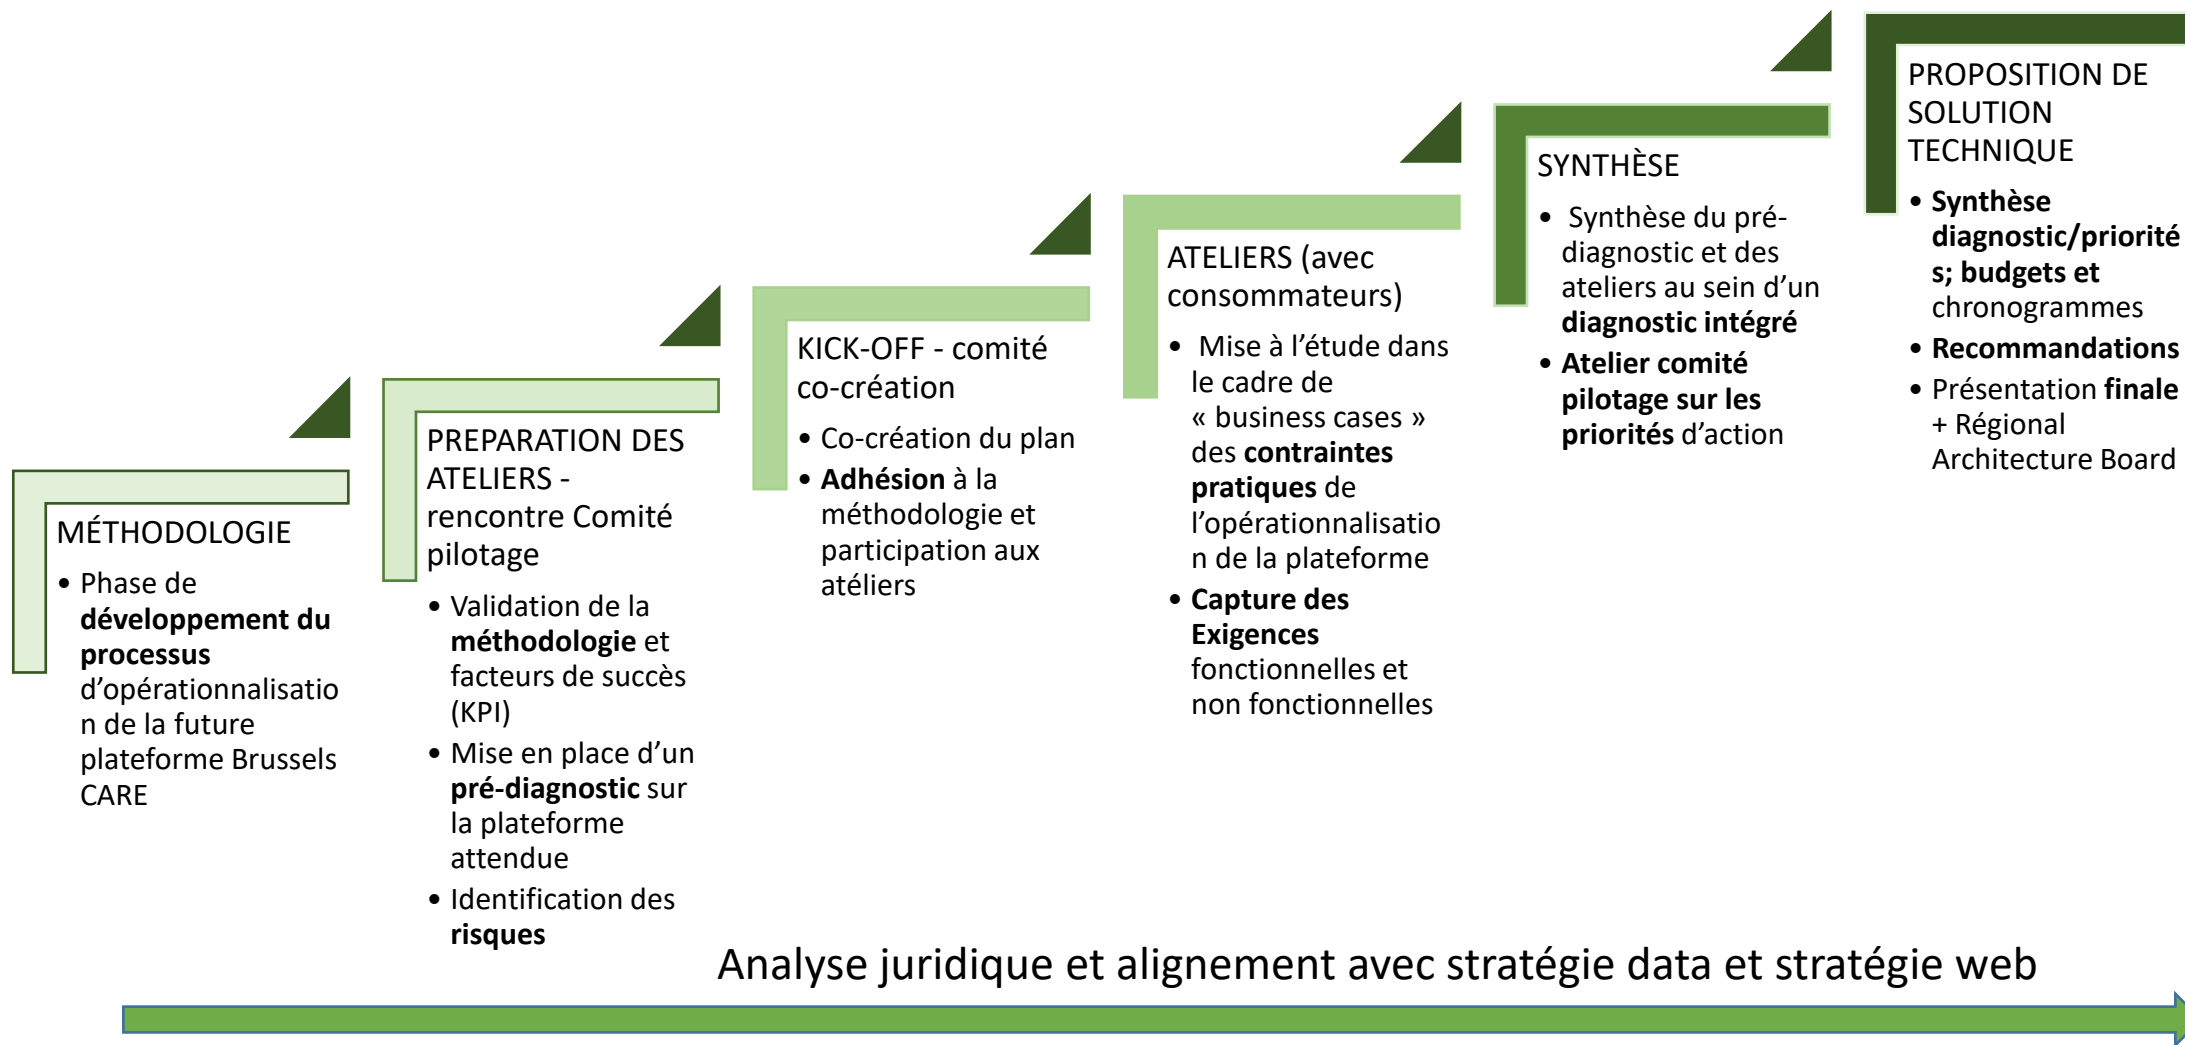 MÉTHODOLOGIE
• Phase de
développement du
processus
d’opérationnalisatio
n de la future
plateforme Brussels
CARE
PREPARATION DES
ATELIERS -
rencontre Comité
pilotage
• Validation de la
méthodologie et
facteurs de succès
(KPI)
• Mise en place d’un
pré-diagnostic sur
la plateforme
attendue
• Identification des
risques
KICK-OFF - comité
co-création
• Co-création du plan
• Adhésion à la
méthodologie et
participation aux
atéliers
ATELIERS (avec
consommateurs)
• Mise à l’étude dans
le cadre de
« business cases »
des contraintes
pratiques de
l’opérationnalisatio
n de la plateforme
• Capture des
Exigences
fonctionnelles et
non fonctionnelles
SYNTHÈSE
• Synthèse du pré-
diagnostic et des
ateliers au sein d’un
diagnostic intégré
• Atelier comité
pilotage sur les
priorités d’action
PROPOSITION DE
SOLUTION
TECHNIQUE
• Synthèse
diagnostic/priorité
s; budgets et
chronogrammes
• Recommandations
• Présentation finale
+ Régional
Architecture Board
Analyse juridique et alignement avec stratégie data et stratégie web